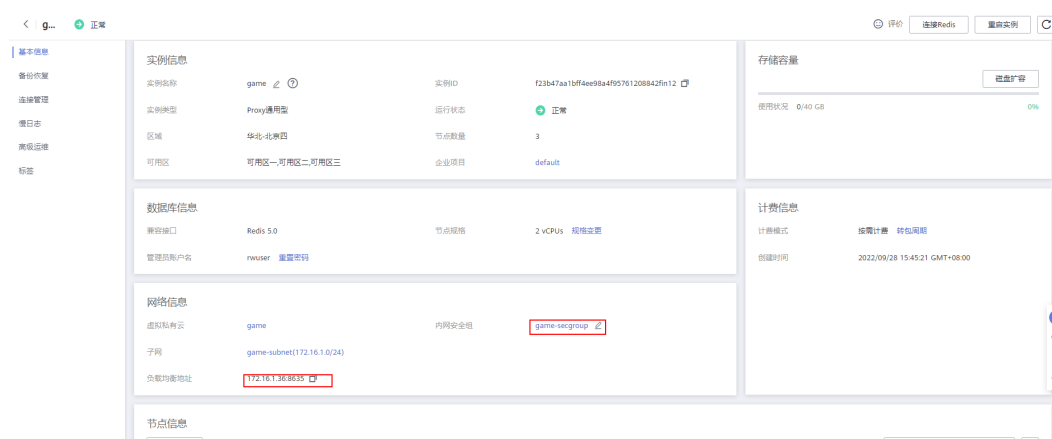 g... 正常 评价 连接Redis 重启实例
基本信息
备份恢复
连接管理
慢日志
高级运维
标签
实例信息
实例名称 game 实例ID f23b47aa1bff4ee98a4f95761208842fin12
实例类型 Proxy通用型 运行状态 正常
区域 华北-北京四 节点数量 3
可用区 可用区一,可用区二,可用区三 企业项目 default
存储容量
磁盘扩容
使用状况 0/40 GB 0%
数据库信息
兼容接口 Redis 5.0 节点规格 2 vCPUs 规格变更
管理员账户名 rwuser 重置密码
计费信息
计费模式 按需计费 转包周期
创建时间 2022/09/28 15:45:21 GMT+08:00
网络信息
虚拟私有云 game 内网安全组 game-secgroup
子网 game-subnet(172.16.1.0/24)
负载均衡地址 172.16.1.36:8635
节点信息